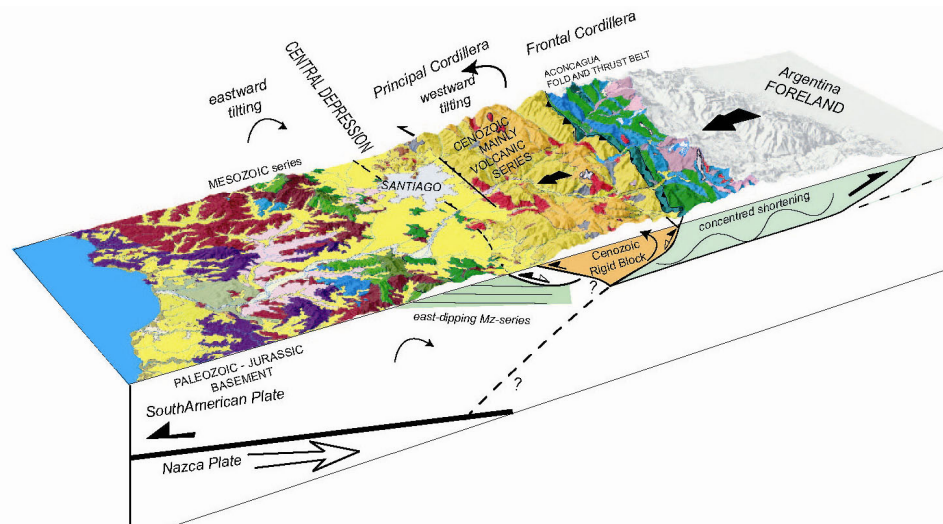 Frontal Cordillera
Principal Cordillera
CENTRAL DEPRESSION
eastward
tilting
westward
tilting
ACONCAGUA
FOLD AND THRUST BELT
Argentina
FORELAND
CENOZOIC
MAINLY
VOLCANIC
SERIES
MESOZOIC series
SANTIAGO
concentred shortening
Cenozoic
Rigid Block
?
east-dipping Mz-series
PALEOZOIC - JURASSIC
BASEMENT
?
SouthAmerican Plate
Nazca Plate